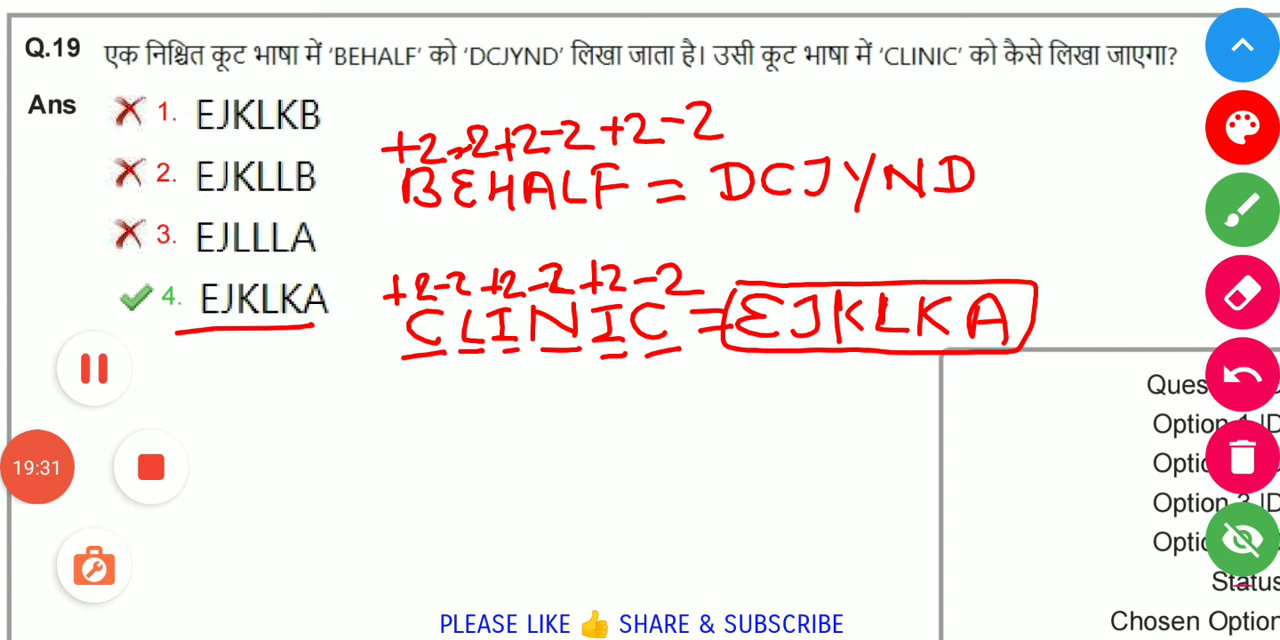 Q.19 एक निश्चित कूट भाषा में ‘BEHALF’ को ‘DCJYND’ लिखा जाता है। उसी कूट भाषा में ‘CLINIC’ को कैसे लिखा जाएगा?
Ans 1. EJKLKB
2. EJKLLB
3. EJLLLA
4. EJKLKA
+2-2+2-2+2-2
BEHALF = DCJYND
+2-2+2-2+2-2
CLINIC = EJKLKA
19:31
Ques
Option 1 ID
Optio
Option 3 ID
Optio
Status
Chosen Option
PLEASE LIKE 👍 SHARE & SUBSCRIBE